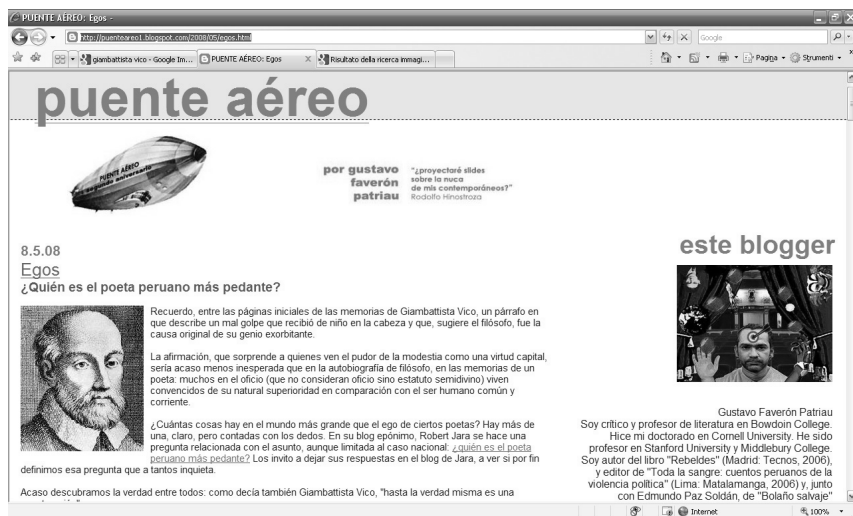 PUENTE AÉREO: Egos -
http://puenteareo1.blogspot.com/2008/05/egos.html
Google
giambattista vico - Google Im...
PUENTE AÉREO: Egos
Risultato della ricerca immagi...
Pagina
Strumenti
puente aéreo
PUENTE AÉREO
segundo aniversario
por gustavo
faverón
patriau
"¿proyectaré slides
sobre la nuca
de mis contemporáneos?"
Rodolfo Hinostroza
8.5.08
Egos
¿Quién es el poeta peruano más pedante?
Recuerdo, entre las páginas iniciales de las memorias de Giambattista Vico, un párrafo en
que describe un mal golpe que recibió de niño en la cabeza y que, sugiere el filósofo, fue la
causa original de su genio exorbitante.
La afirmación, que sorprende a quienes ven el pudor de la modestia como una virtud capital,
sería acaso menos inesperada que en la autobiografía de filósofo, en las memorias de un
poeta: muchos en el oficio (que no consideran oficio sino estatuto semidivino) viven
convencidos de su natural superioridad en comparación con el ser humano común y
corriente.
¿Cuántas cosas hay en el mundo más grande que el ego de ciertos poetas? Hay más de
una, claro, pero contadas con los dedos. En su blog epónimo, Robert Jara se hace una
pregunta relacionada con el asunto, aunque limitada al caso nacional: ¿quién es el poeta
peruano más pedante? Los invito a dejar sus respuestas en el blog de Jara, a ver si por fin
definimos esa pregunta que a tantos inquieta.
Acaso descubramos la verdad entre todos: como decía también Giambattista Vico, "hasta la verdad misma es una
este blogger
Gustavo Faverón Patriau
Soy crítico y profesor de literatura en Bowdoin College.
Hice mi doctorado en Cornell University. He sido
profesor en Stanford University y Middlebury College.
Soy autor del libro "Rebeldes" (Madrid: Tecnos, 2006),
y editor de "Toda la sangre: cuentos peruanos de la
violencia política" (Lima: Matalamanga, 2006) y, junto
con Edmundo Paz Soldán, de "Bolaño salvaje"
Internet
100%